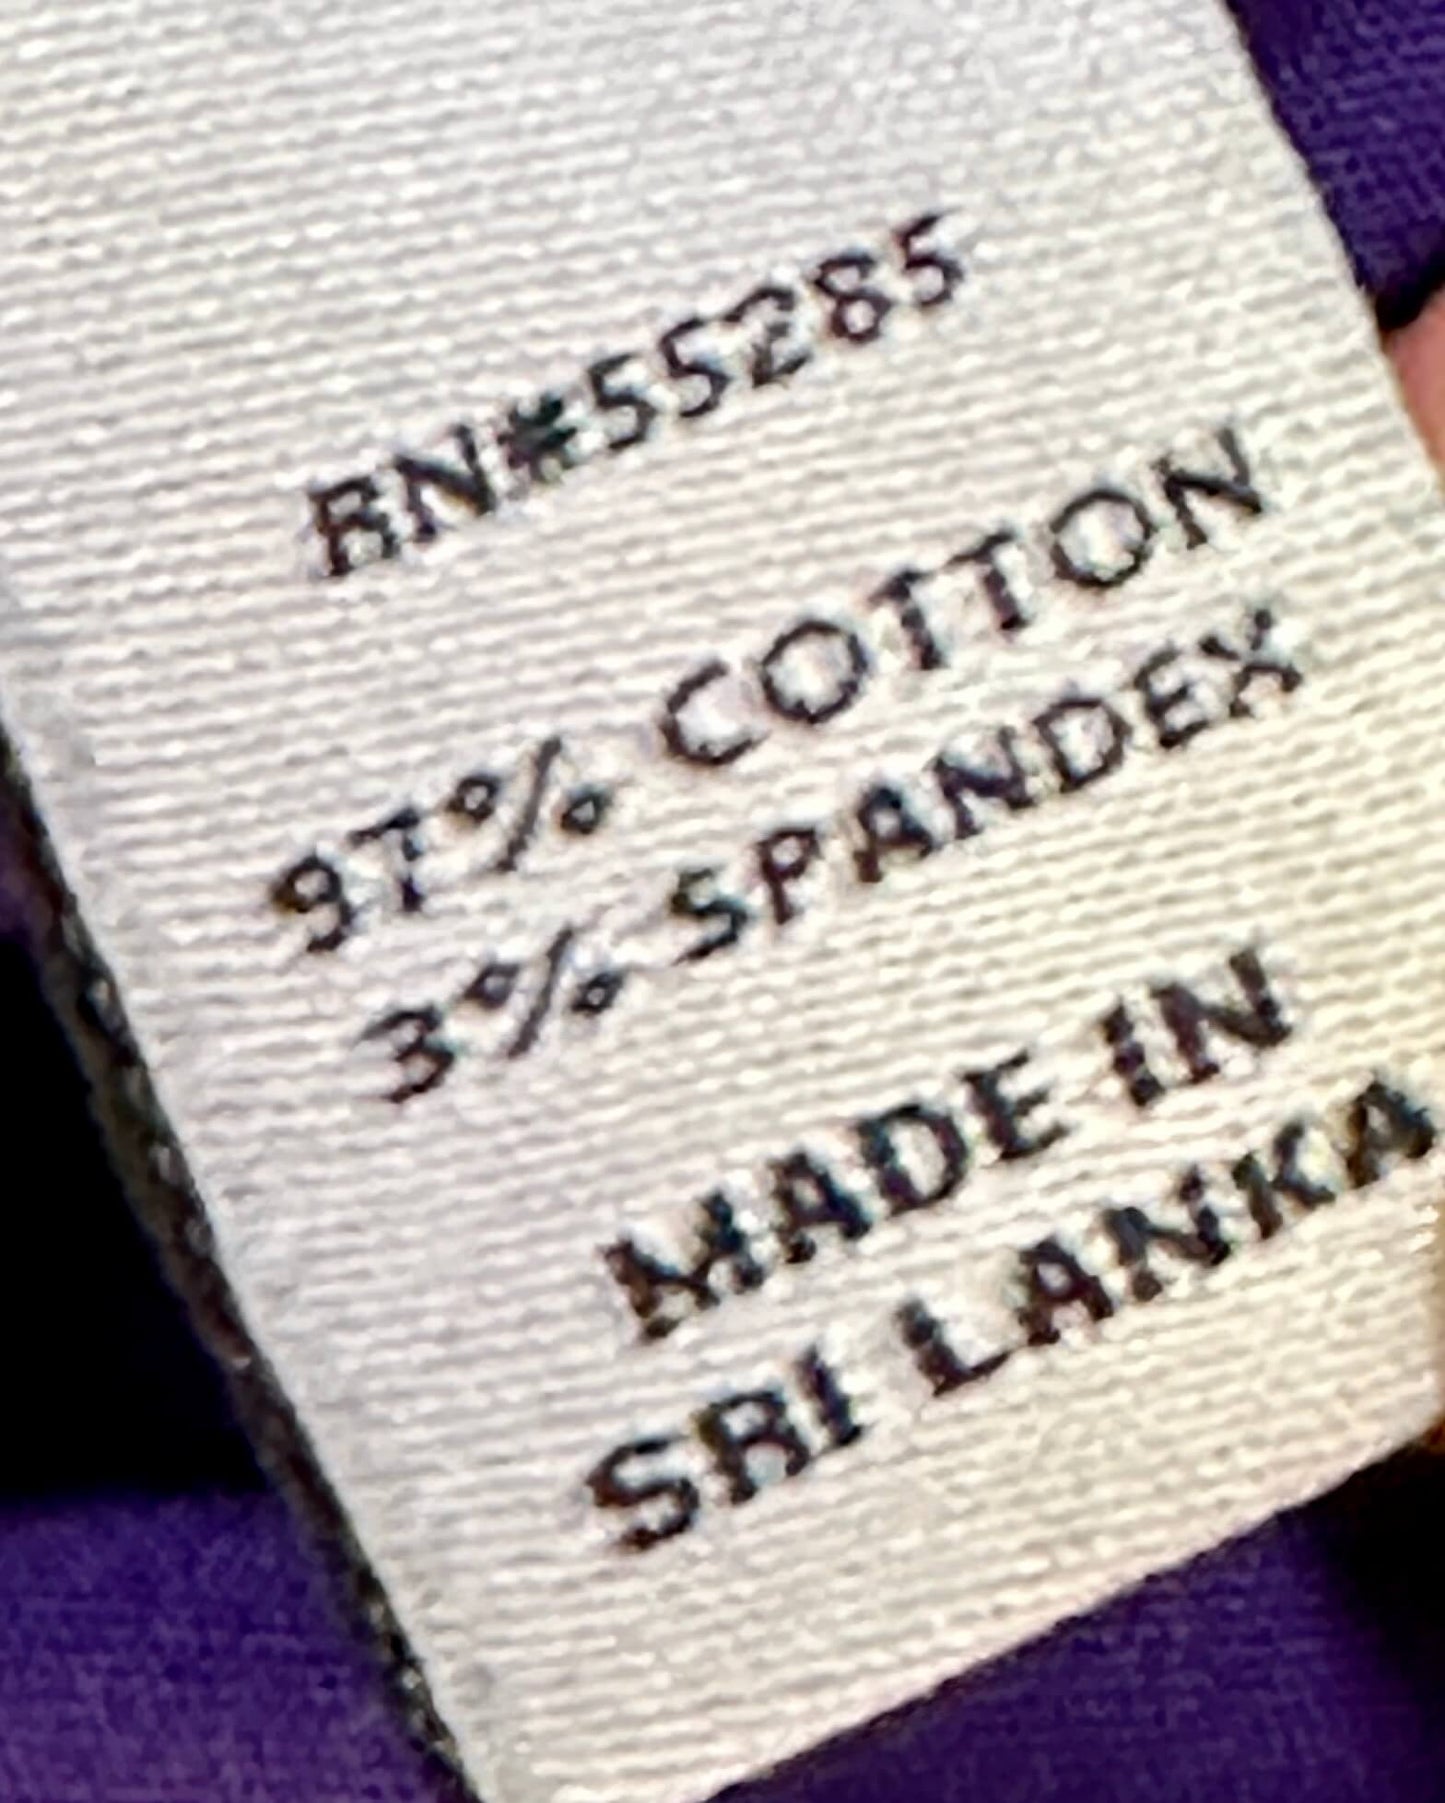 RN#55285
97% COTTON
3% SPANDEX
MADE IN
SRI LANKA